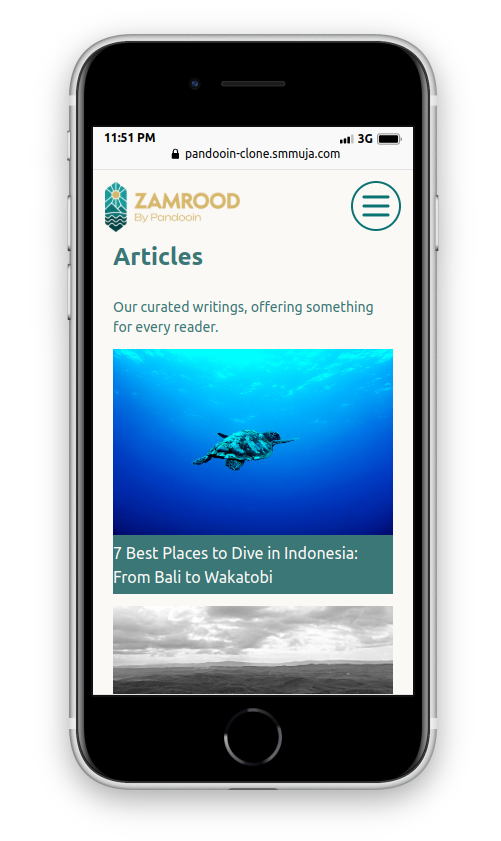 11:51 PM
3G
pandooin-clone.smmuja.com
ZAMROOD
By Pandooin
Articles
Our curated writings, offering something
for every reader.
7 Best Places to Dive in Indonesia:
From Bali to Wakatobi